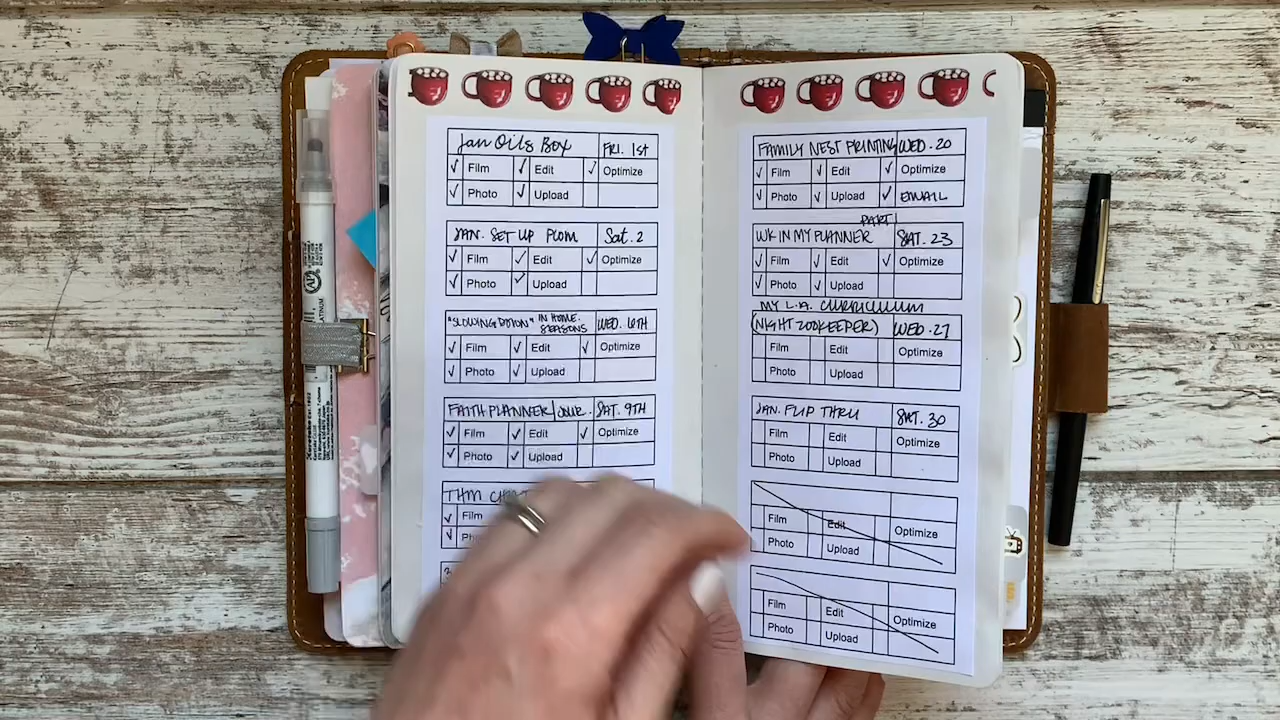 Jan Oils Box FRI. 1ST
✓ Film ✓ Edit ✓ Optimize
✓ Photo ✓ Upload
JAN. SET UP PLOM Sat. 2
✓ Film ✓ Edit ✓ Optimize
✓ Photo ✓ Upload
"SLOWING DOWN" IN HOME. WED. 6TH
SEASONS
✓ Film ✓ Edit ✓ Optimize
✓ Photo ✓ Upload
FAITH PLANNER/ SAT. 9TH
✓ Film ✓ Edit ✓ Optimize
✓ Photo ✓ Upload
THM
✓ Film
✓
FAMILY NEST PRINTING WED. 20
✓ Film ✓ Edit ✓ Optimize
✓ Photo ✓ Upload ✓ EMAIL
PART 1
WK IN MY PLANNER SAT. 23
✓ Film ✓ Edit ✓ Optimize
✓ Photo ✓ Upload
MY L.A. CURRICULUM
(NIGHT ZOOKEEPER) WED. 27
Film Edit Optimize
Photo Upload
JAN. FLIP THRU SAT. 30
Film Edit Optimize
Photo Upload
Film Edit Optimize
Photo Upload
Film Edit Optimize
Photo Upload